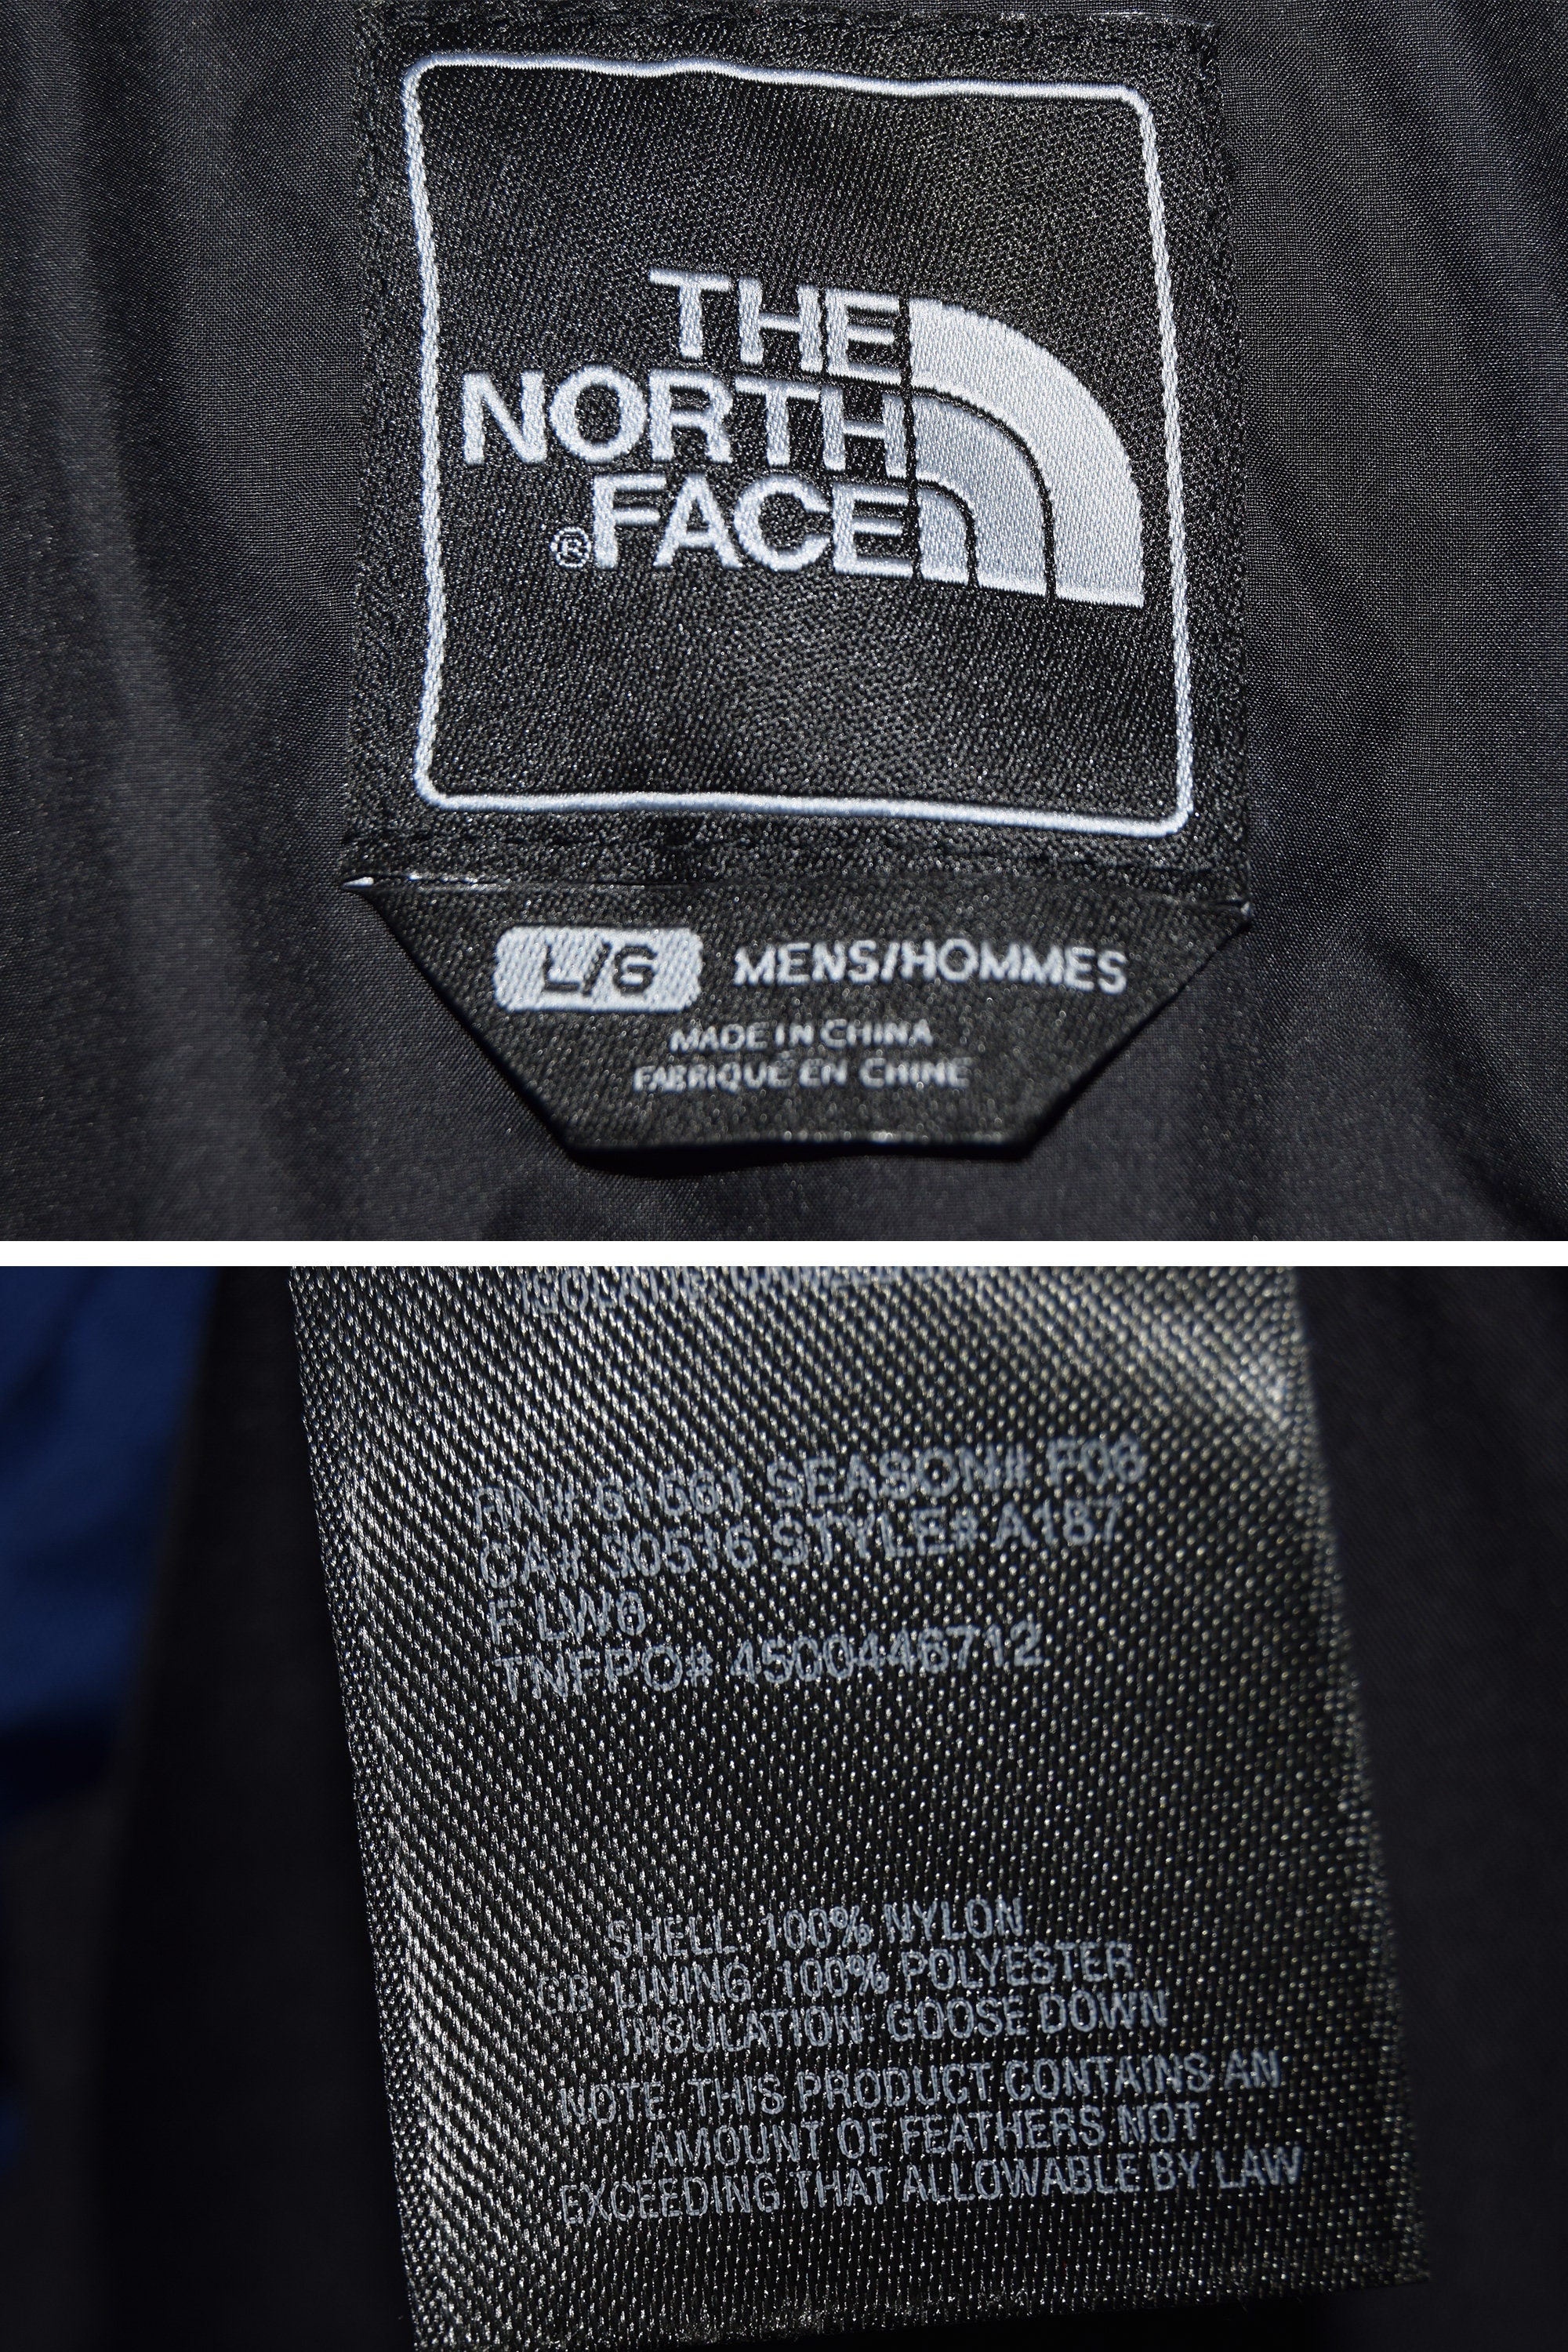 THE
NORTH
FACE®
L/G MENS/HOMMES
MADE IN CHINA
FABRIQUÉ EN CHINE
RN# 61661 SEASON#
CA# 30516 STYLE# A187
F LW6
TNFPO# 4500446712
SHELL: 100% NYLON
GB LINING: 100% POLYESTER
INSULATION: GOOSE DOWN
NOTE: THIS PRODUCT CONTAINS AN
AMOUNT OF FEATHERS NOT
EXCEEDING THAT ALLOWABLE BY LAW